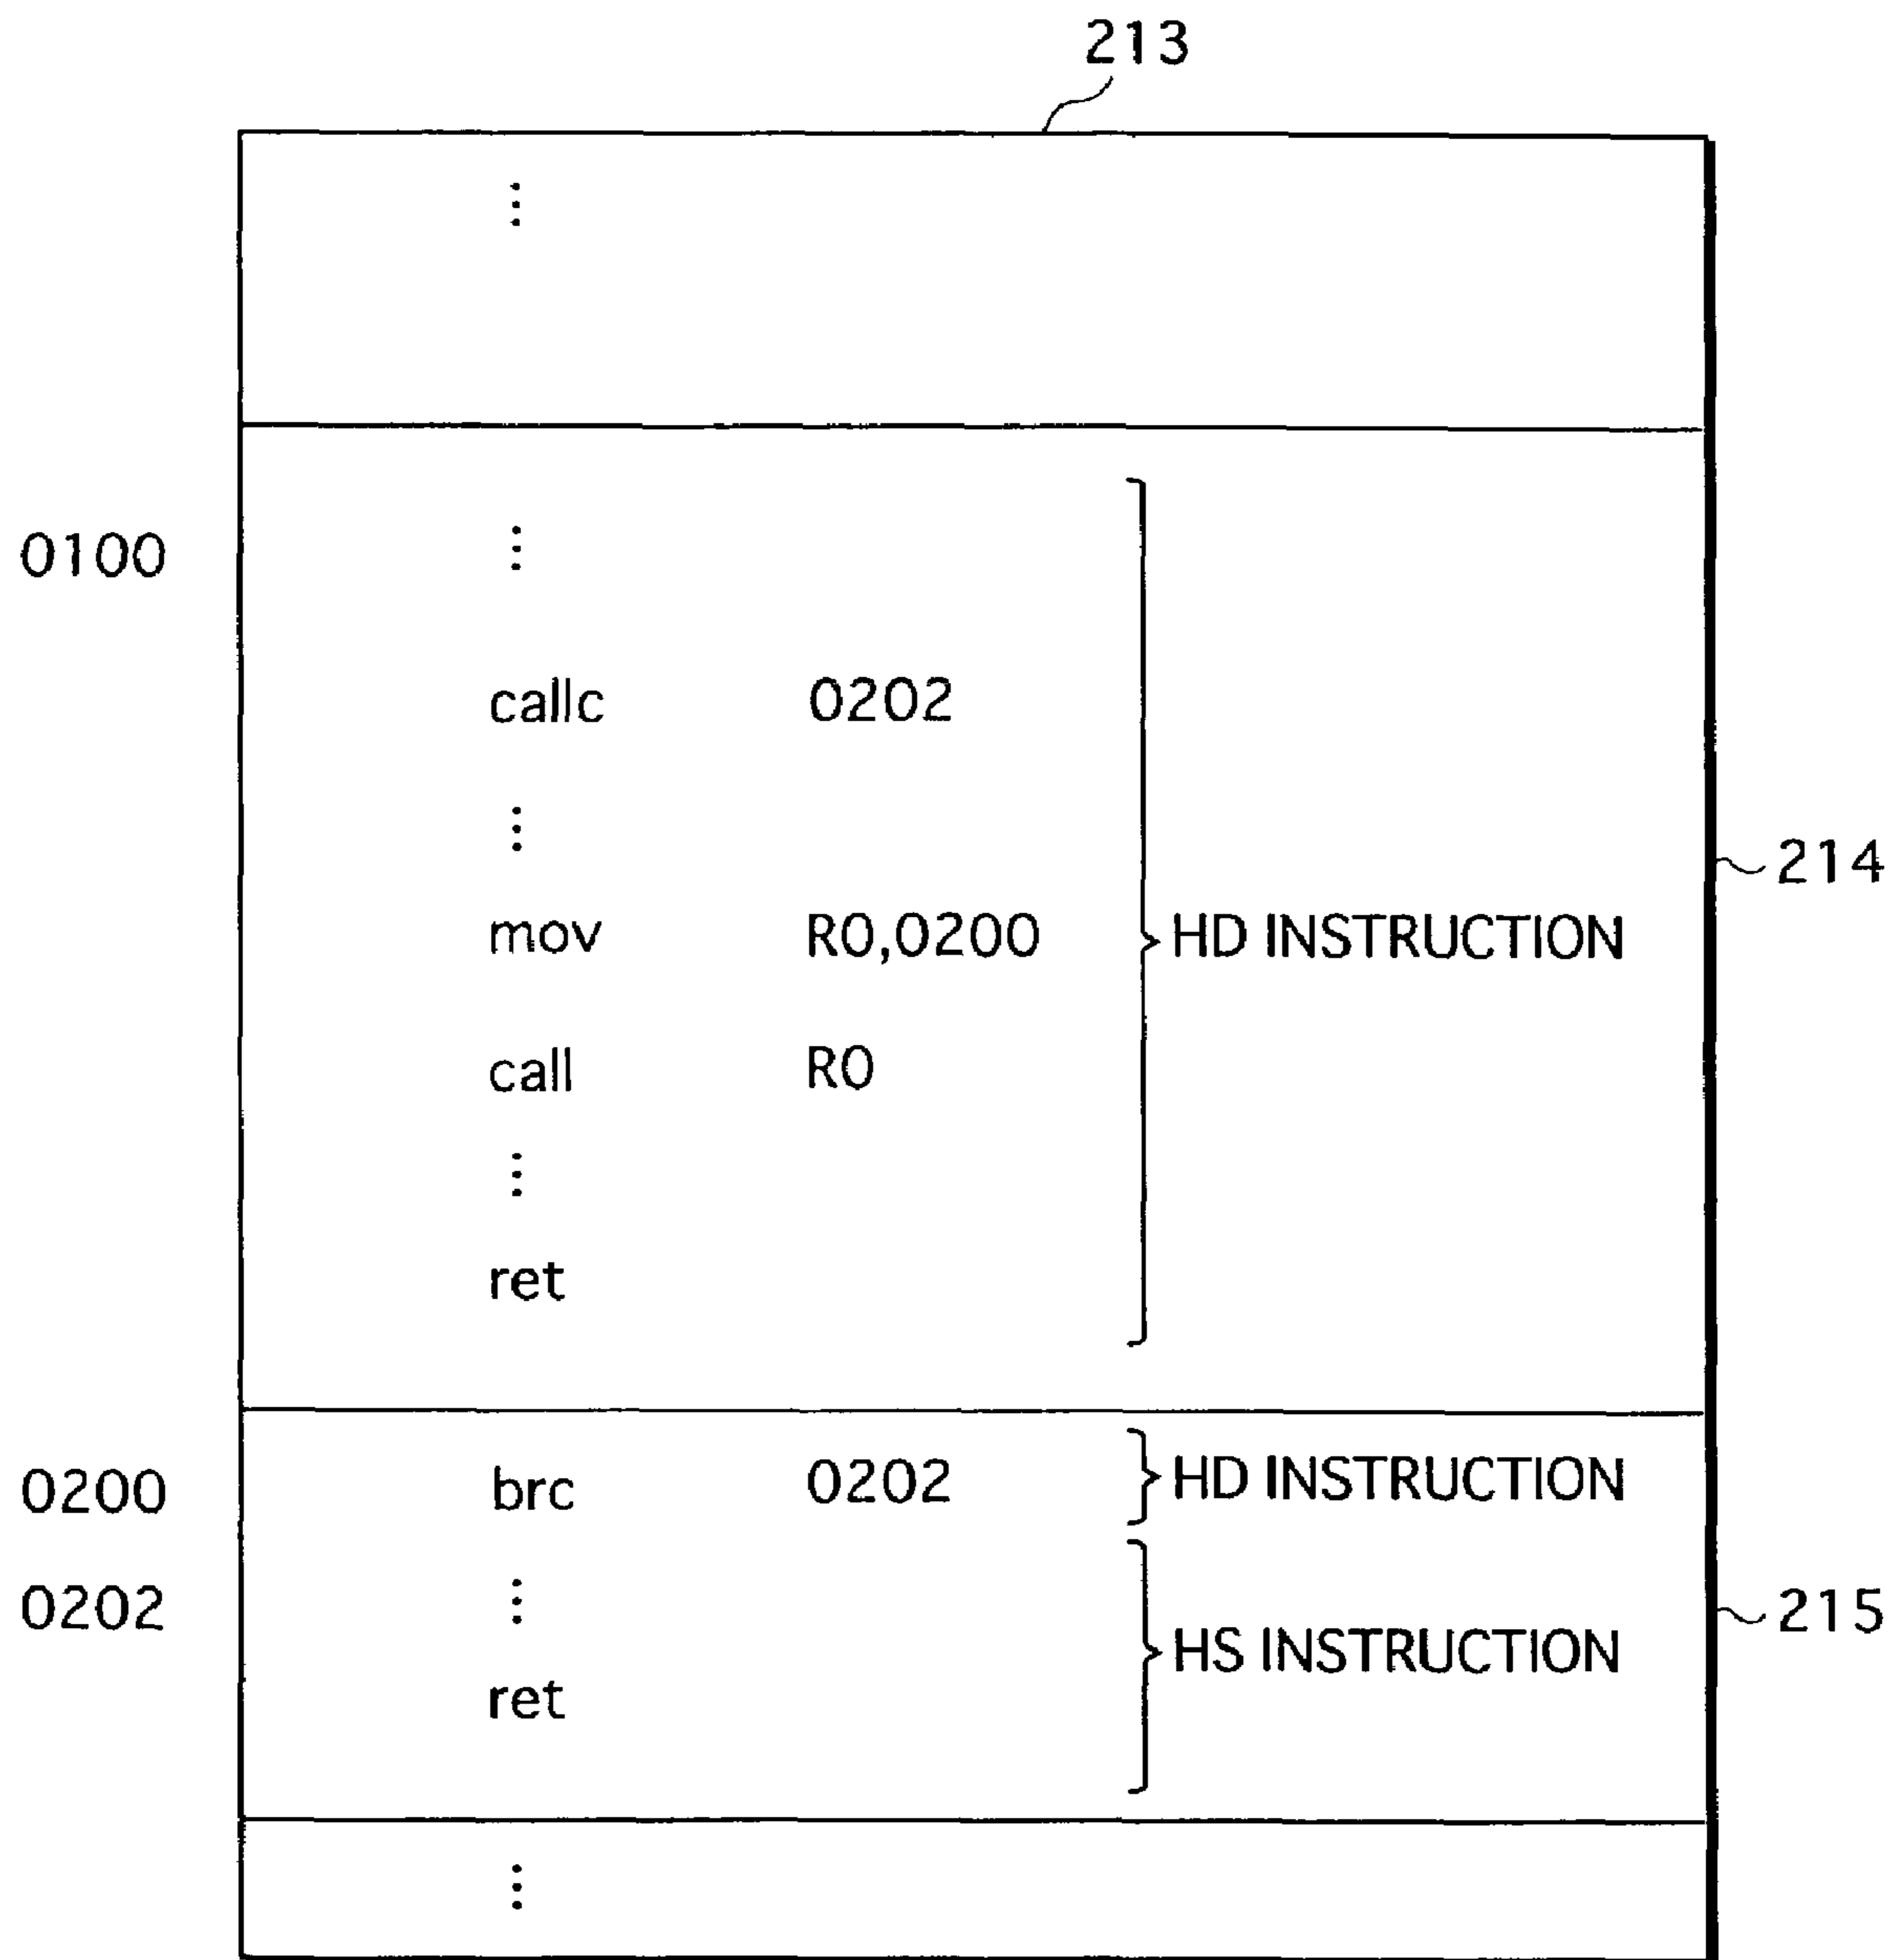 213
⋮
0100 ⋮
callc 0202
⋮
mov R0,0200 HD INSTRUCTION
214
call R0
⋮
ret
0200 brc 0202 HD INSTRUCTION
0202 ⋮
215
HS INSTRUCTION
ret
⋮